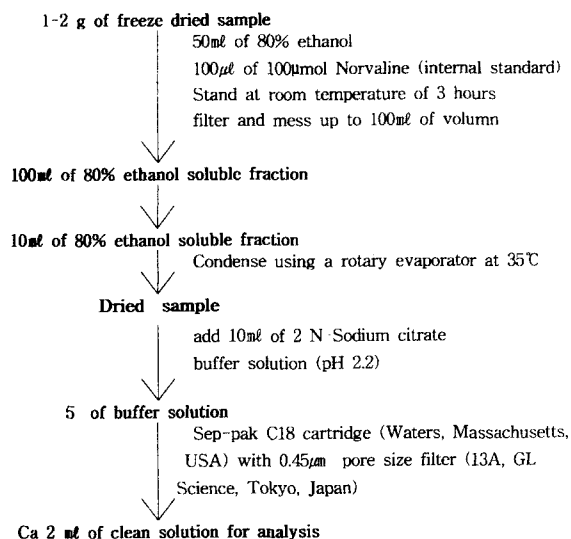 1-2 g of freeze dried sample
50㎖ of 80% ethanol
100㎕ of 100μmol Norvaline (internal standard)
Stand at room temperature of 3 hours
filter and mess up to 100㎖ of volumn
100㎖ of 80% ethanol soluble fraction
10㎖ of 80% ethanol soluble fraction
Condense using a rotary evaporator at 35℃
Dried sample
add 10㎖ of 2 N Sodium citrate
buffer solution (pH 2.2)
5 of buffer solution
Sep-pak C18 cartridge (Waters, Massachusetts,
USA) with 0.45㎛ pore size filter (13A, GL
Science, Tokyo, Japan)
Ca 2 ㎖ of clean solution for analysis